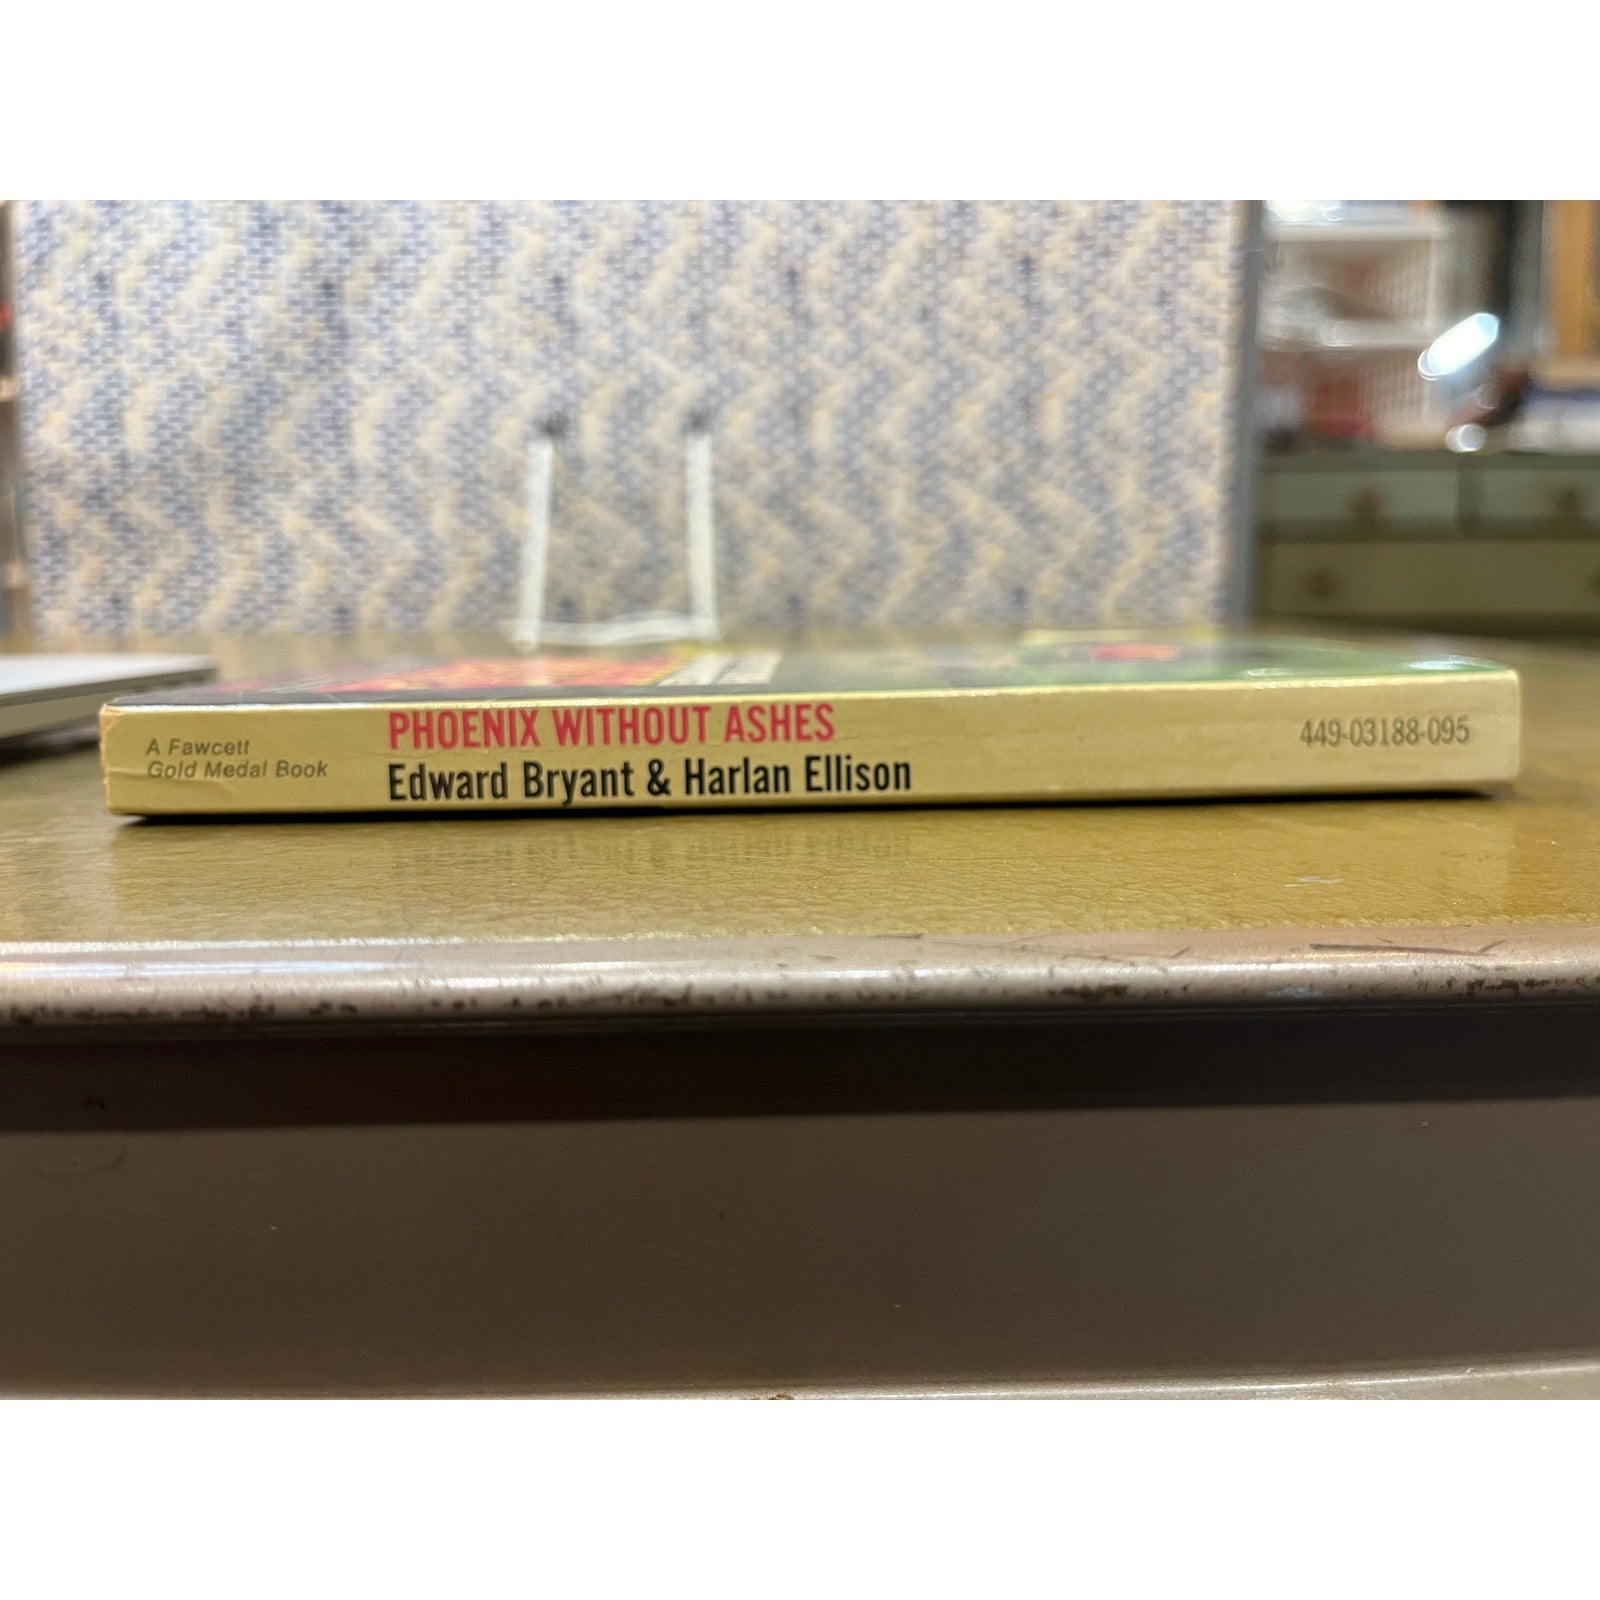 A Fawcett
Gold Medal Book
PHOENIX WITHOUT ASHES
Edward Bryant & Harlan Ellison
449-03188-095